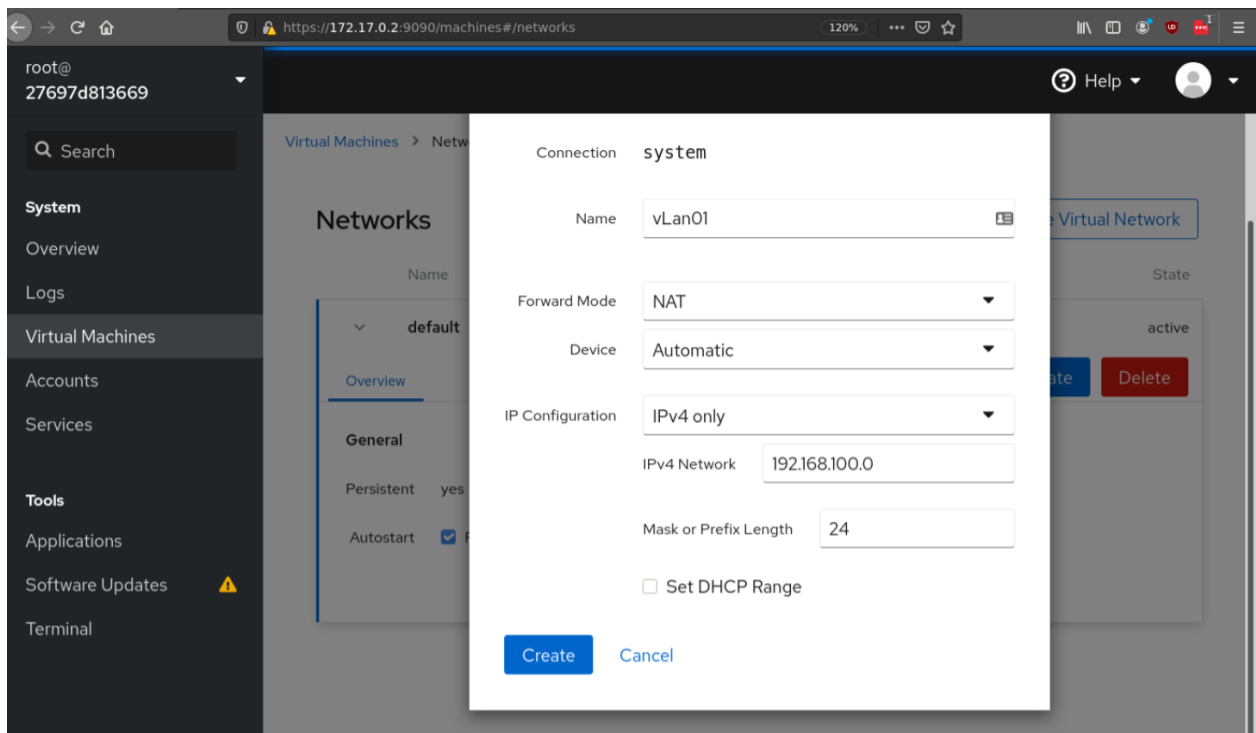 https://172.17.0.2:9090/machines#/networks
120%
1
root@
27697d813669
Help
Search
System
Overview
Logs
Virtual Machines
Accounts
Services
Tools
Applications
Software Updates
Terminal
Virtual Machines > Netw
Networks
Virtual Network
Name
State
default
active
Overview
ate
Delete
General
Persistent yes
Autostart
Connection system
Name vLan01
Forward Mode NAT
Device Automatic
IP Configuration IPv4 only
IPv4 Network 192.168.100.0
Mask or Prefix Length 24
Set DHCP Range
Create Cancel